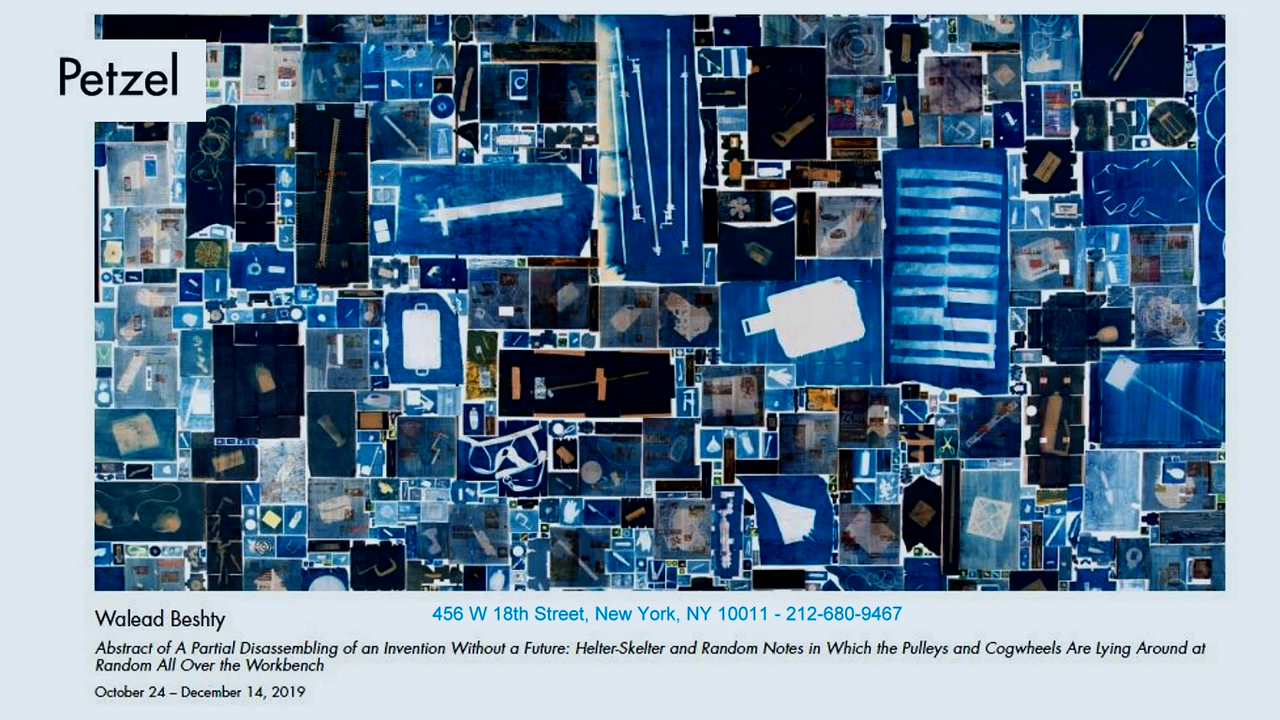 Petzel
Walead Beshty
456 W 18th Street, New York, NY 10011 - 212-680-9467
Abstract of A Partial Disassembling of an Invention Without a Future: Helter-Skelter and Random Notes in Which the Pulleys and Cogwheels Are Lying Around at
Random All Over the Workbench
October 24 – December 14, 2019